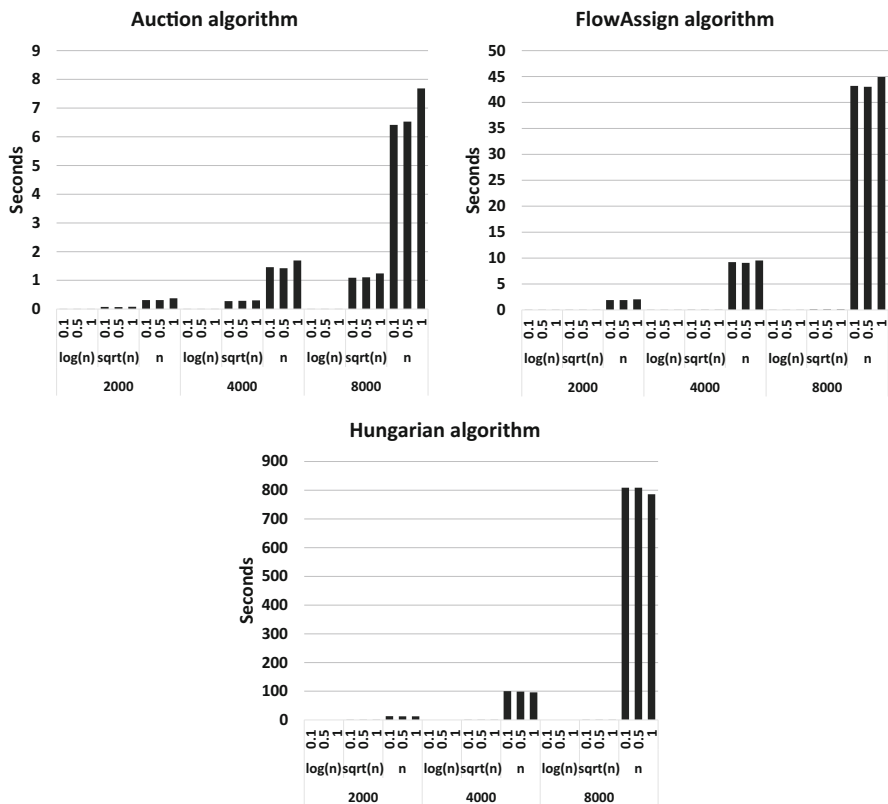 Auction algorithm
Seconds
9
8
7
6
5
4
3
2
1
0
0.1 0.5 1 0.1 0.5 1 0.1 0.5 1 0.1 0.5 1 0.1 0.5 1 0.1 0.5 1 0.1 0.5 1 0.1 0.5 1 0.1 0.5 1
log(n) sqrt(n) n log(n) sqrt(n) n log(n) sqrt(n) n
2000 4000 8000
FlowAssign algorithm
Seconds
50
45
40
35
30
25
20
15
10
5
0
0.1 0.5 1 0.1 0.5 1 0.1 0.5 1 0.1 0.5 1 0.1 0.5 1 0.1 0.5 1 0.1 0.5 1 0.1 0.5 1 0.1 0.5 1
log(n) sqrt(n) n log(n) sqrt(n) n log(n) sqrt(n) n
2000 4000 8000
Hungarian algorithm
Seconds
900
800
700
600
500
400
300
200
100
0
0.1 0.5 1 0.1 0.5 1 0.1 0.5 1 0.1 0.5 1 0.1 0.5 1 0.1 0.5 1 0.1 0.5 1 0.1 0.5 1 0.1 0.5 1
log(n) sqrt(n) n log(n) sqrt(n) n log(n) sqrt(n) n
2000 4000 8000